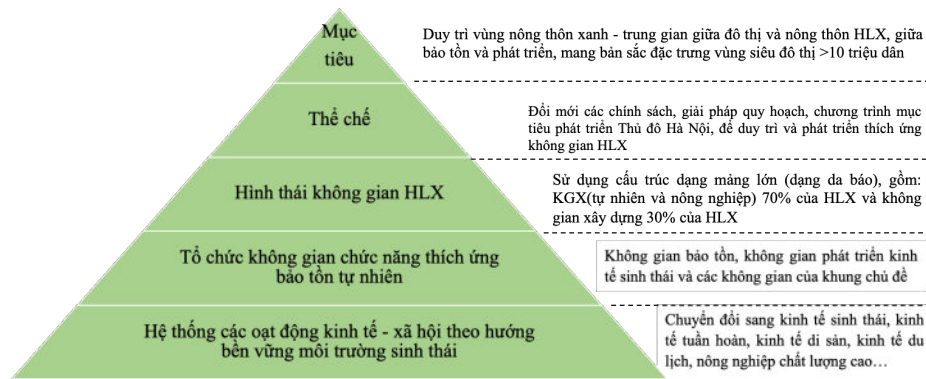 Mục
tiêu
Duy trì vùng nông thôn xanh - trung gian giữa đô thị và nông thôn HLX, giữa
bảo tồn và phát triển, mang bản sắc đặc trưng vùng siêu đô thị >10 triệu dân
Thể chế
Đổi mới các chính sách, giải pháp quy hoạch, chương trình mục
tiêu phát triển Thủ đô Hà Nội, để duy trì và phát triển thích ứng
không gian HLX
Hình thái không gian HLX
Sử dụng cấu trúc dạng mảng lớn (dạng da báo), gồm:
KGX(tự nhiên và nông nghiệp) 70% của HLX và không
gian xây dựng 30% của HLX
Tổ chức không gian chức năng thích ứng
bảo tồn tự nhiên
Không gian bảo tồn, không gian phát triển kinh
tế sinh thái và các không gian của khung chủ đề
Hệ thống các oạt động kinh tế - xã hội theo hướng
bền vững môi trường sinh thái
Chuyển đổi sang kinh tế sinh thái, kinh
tế tuần hoàn, kinh tế di sản, kinh tế du
lịch, nông nghiệp chất lượng cao…